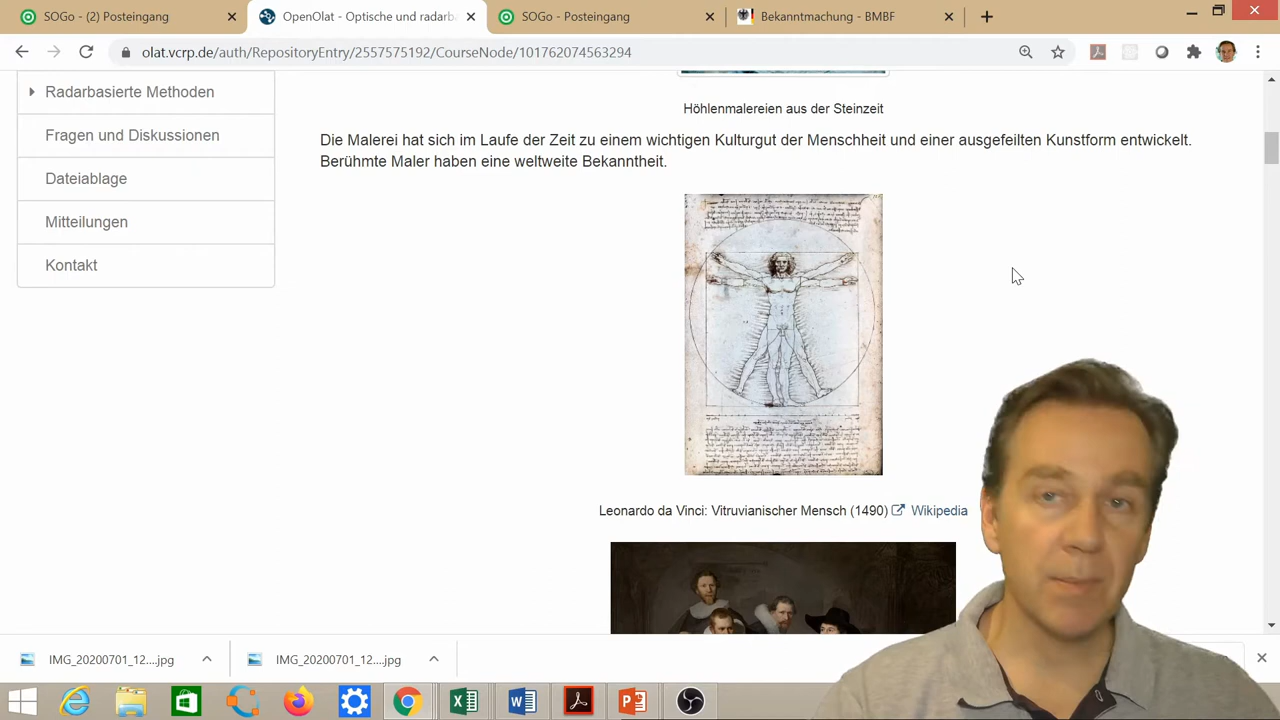 SOGo - (2) Posteingang
OpenOlat - Optische und radarba
SOGo - Posteingang
Bekanntmachung - BMBF
olat.vcrp.de/auth/RepositoryEntry/2557575192/CourseNode/101762074563294
Radarbasierte Methoden
Fragen und Diskussionen
Dateiablage
Mitteilungen
Kontakt
Höhlenmalereien aus der Steinzeit
Die Malerei hat sich im Laufe der Zeit zu einem wichtigen Kulturgut der Menschheit und einer ausgefeilten Kunstform entwickelt.
Berühmte Maler haben eine weltweite Bekanntheit.
Leonardo da Vinci: Vitruvianischer Mensch (1490) Wikipedia
IMG_20200701_12....jpg
IMG_20200701_12....jpg